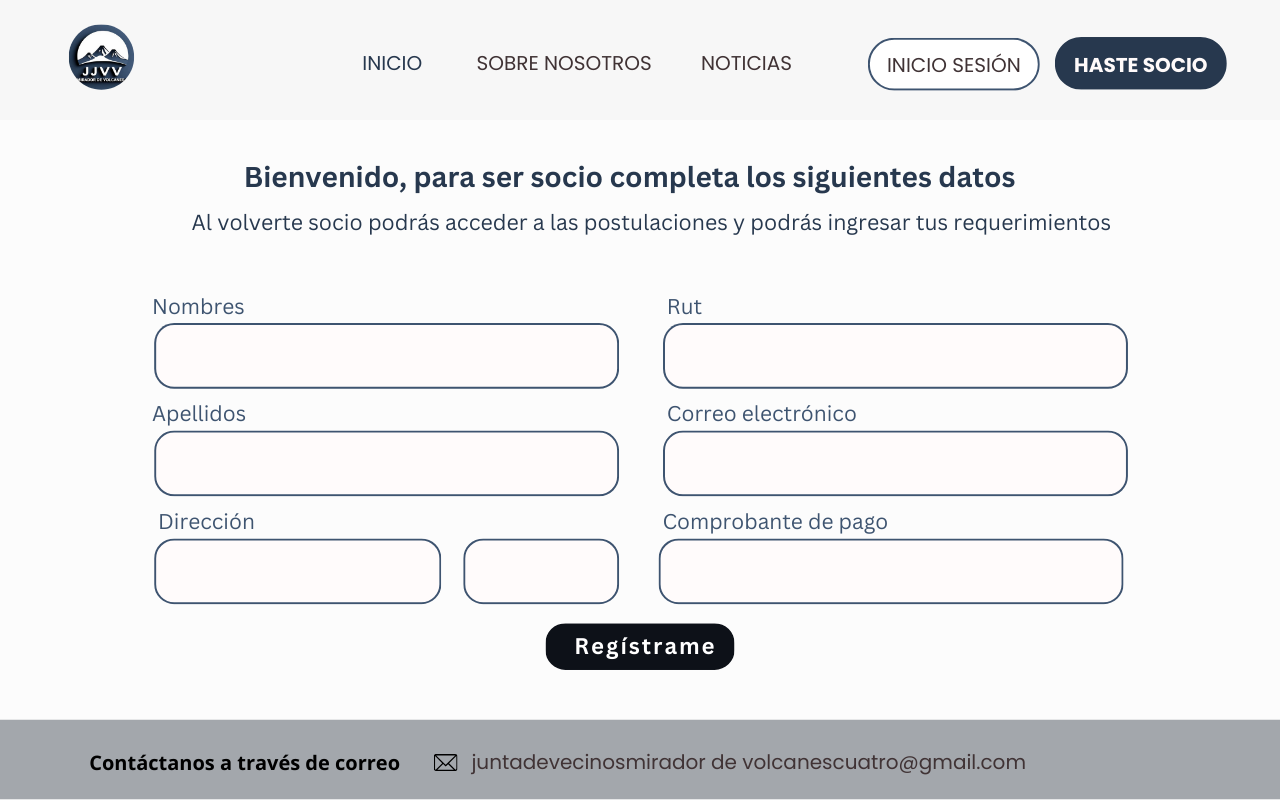 JJVV
MIRADOR DE VOLCANES
INICIO
SOBRE NOSOTROS
NOTICIAS
INICIO SESIÓN
HASTE SOCIO
Bienvenido, para ser socio completa los siguientes datos
Al volverte socio podrás acceder a las postulaciones y podrás ingresar tus requerimientos
Nombres
Rut
Apellidos
Correo electrónico
Dirección
Comprobante de pago
Regístrame
Contáctanos a través de correo
juntadevecinosmirador de volcanescuatro@gmail.com